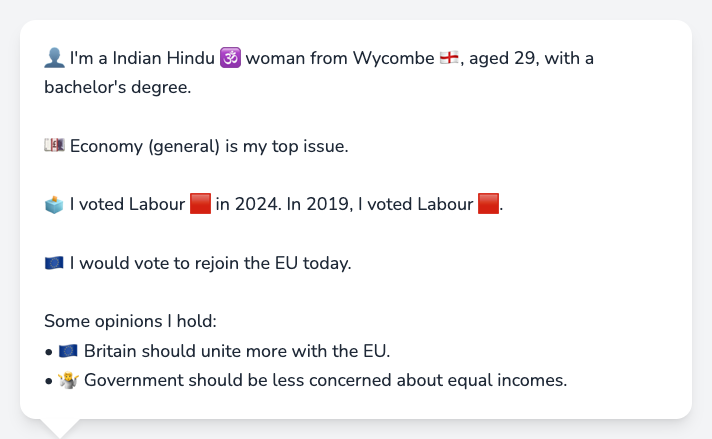 👤 I'm a Indian Hindu 🕉️ woman from Wycombe 🏴󠁧󠁢󠁥󠁮󠁧󠁿, aged 29, with a
bachelor's degree.
💷 Economy (general) is my top issue.
🗳️ I voted Labour 🟥 in 2024. In 2019, I voted Labour 🟥.
🇪🇺 I would vote to rejoin the EU today.
Some opinions I hold:
• 🇪🇺 Britain should unite more with the EU.
• 🤷 Government should be less concerned about equal incomes.